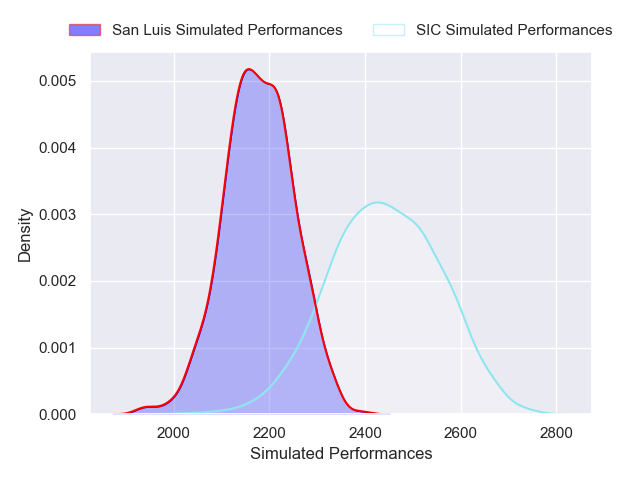 San Luis Simulated Performances SIC Simulated Performances
0.005
0.004
0.003
0.002
0.001
0.000
Density
2000 2200 2400 2600 2800
Simulated Performances